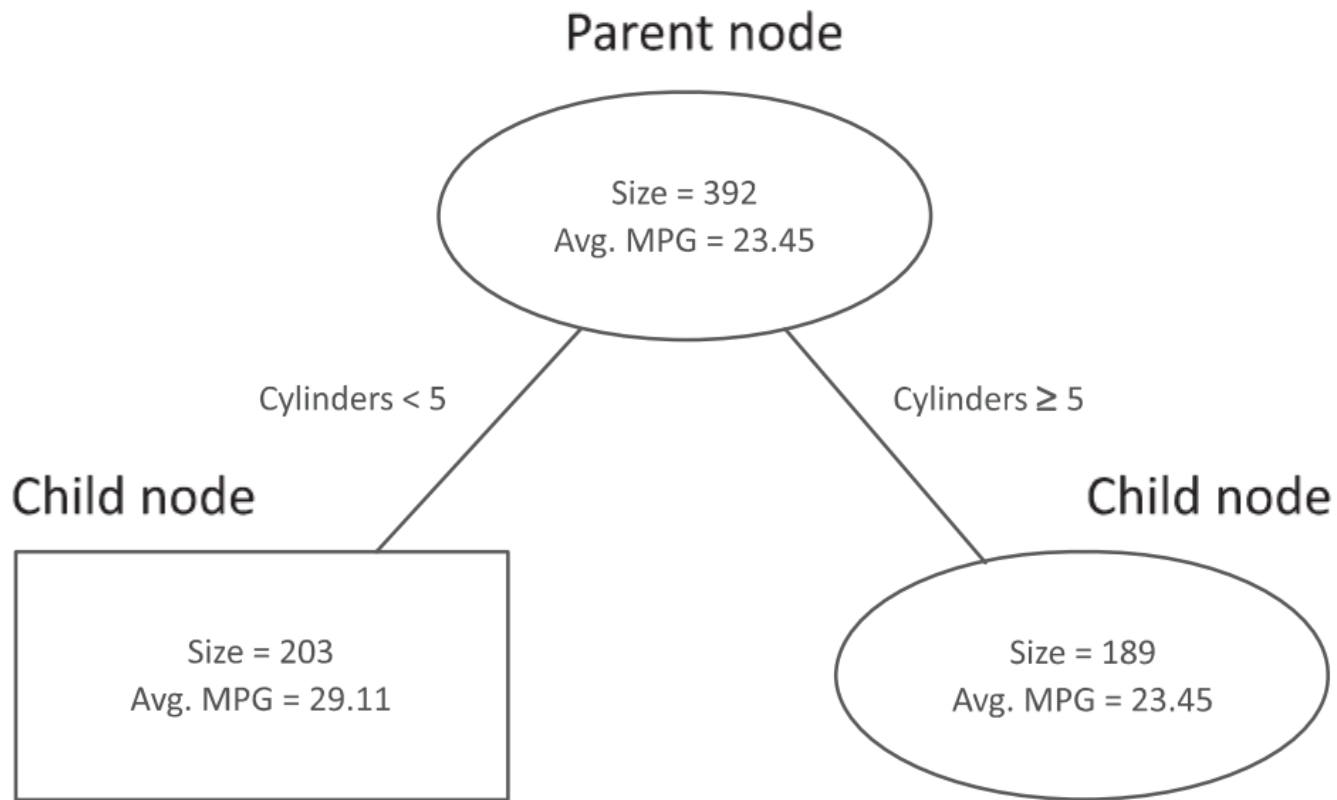 Parent node
Size = 392
Avg. MPG = 23.45
Cylinders < 5
Cylinders ≥ 5
Child node
Child node
Size = 203
Avg. MPG = 29.11
Size = 189
Avg. MPG = 23.45